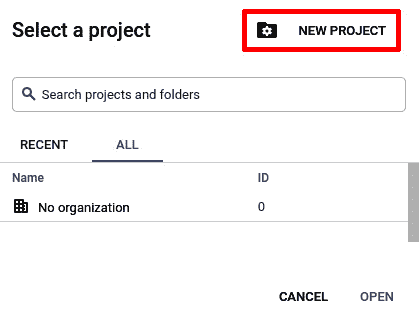 Select a project
NEW PROJECT
Search projects and folders
RECENT
ALL
Name
ID
No organization
0
CANCEL
OPEN